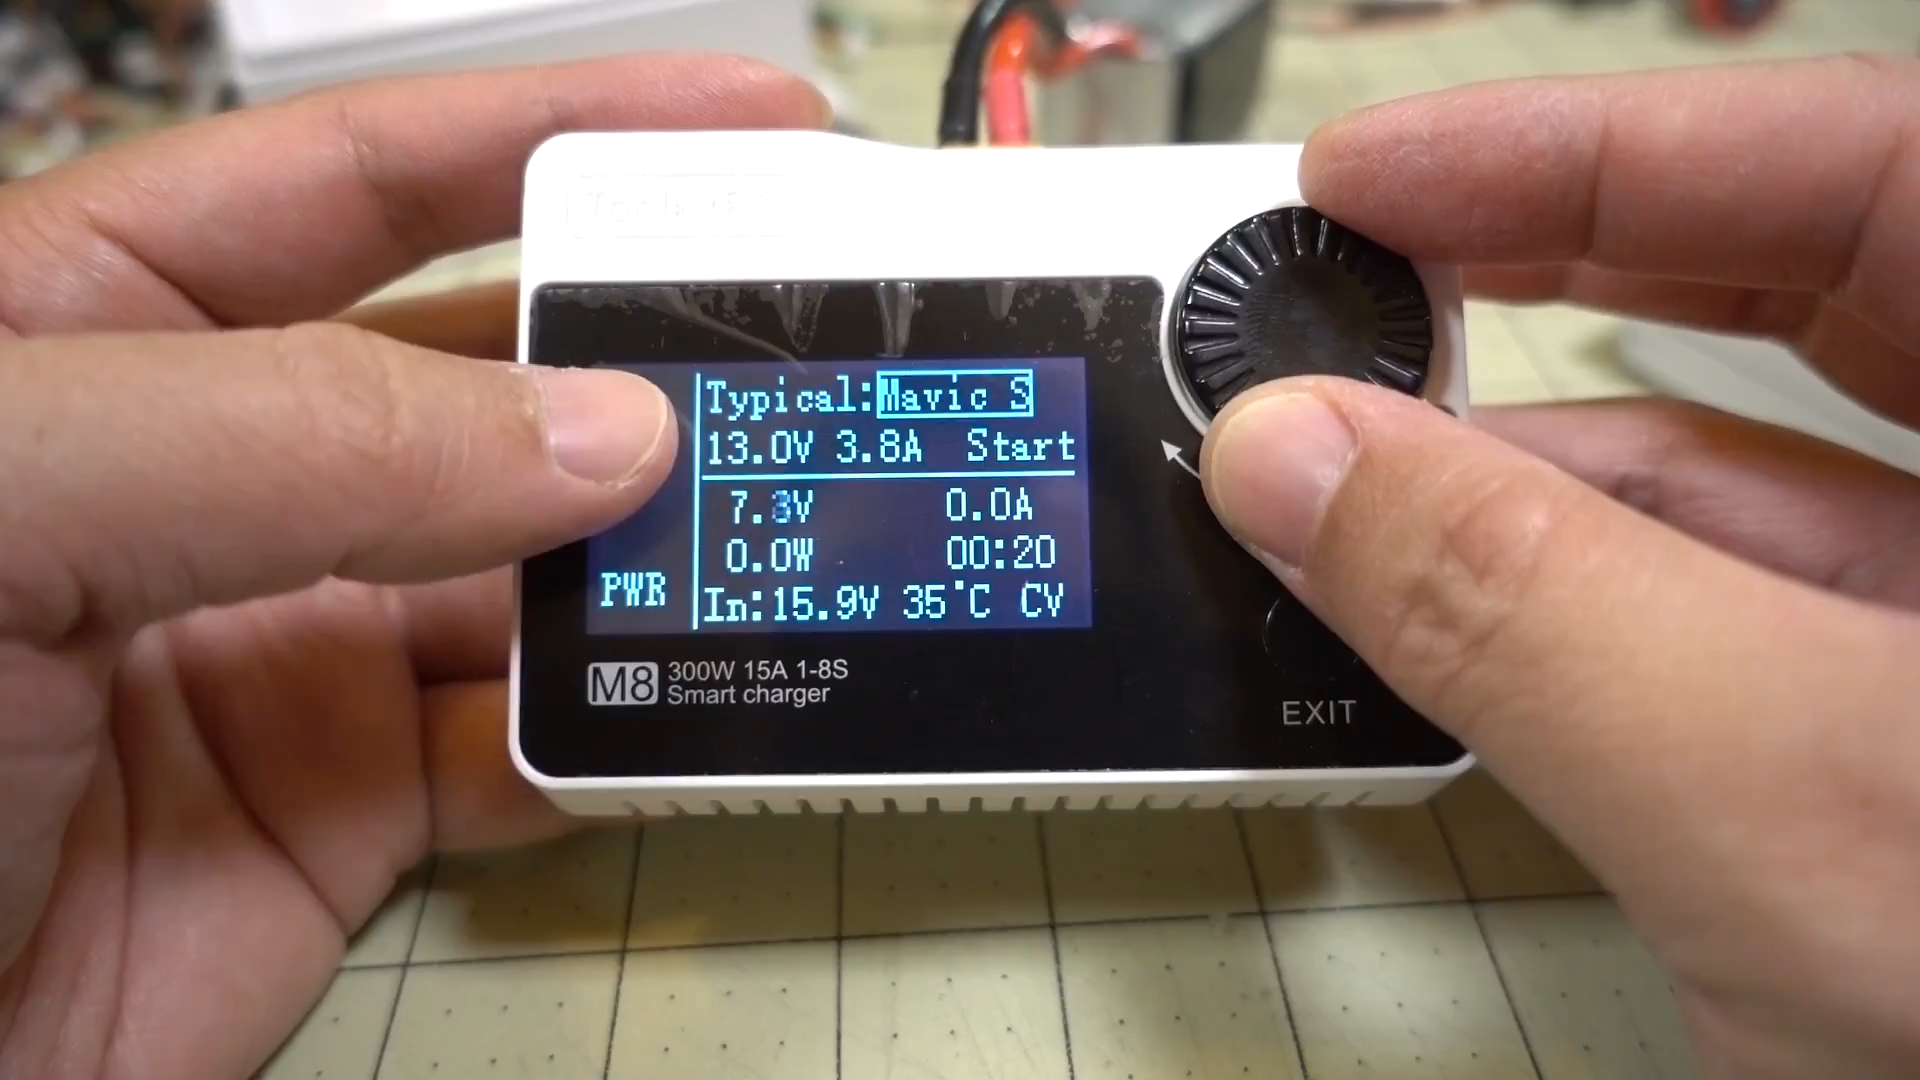 Typical:Mavic S
13.0V 3.8A Start
7.8V 0.0A
0.0W 00:20
PWR
In:15.9V 35°C CV
M8 300W 15A 1-8S
Smart charger
EXIT